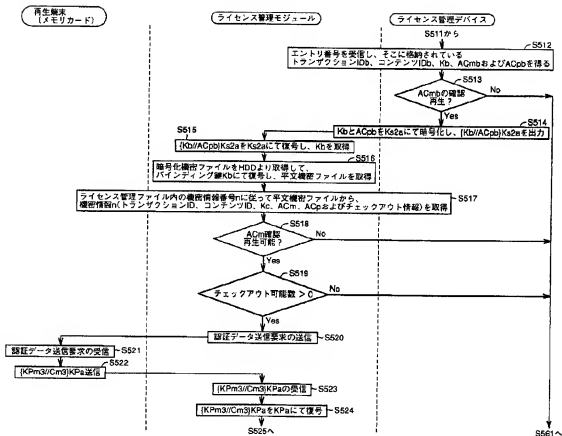 再生端末
(メモリカード)
ライセンス管理モジュール
ライセンス管理デバイス
S511から
S512
エントリ番号を受信し、そこに格納されている
トランザクションIDb、コンテンツIDb、Kb、ACmbおよびACpbを得る
S513
ACmbの確認
再生?
No
Yes
S514
KbとACpbをKs2aにて暗号化し、{Kb//ACpb}Ks2aを出力
S515
{Kb//ACpb}Ks2aをKs2aにて復号し、Kbを取得
S516
暗号化機密ファイルをHDDより取得して、
バインディング鍵Kbにて復号し、平文機密ファイルを取得
S517
ライセンス管理ファイル内の機密情報番号nに従って平文機密ファイルから、
機密情報n(トランザクションID、コンテンツID、Kc、ACm、ACpおよびチェックアウト情報)を取得
S518
ACm確認
再生可能?
No
Yes
S519
チェックアウト可能数 > 0
No
Yes
認証データ送信要求の送信
S520
認証データ送信要求の受信
S521
S522
{KPm3//Cm3}KPa送信
{KPm3//Cm3}KPaの受信
S523
{KPm3//Cm3}KPaをKPaにて復号
S524
S525へ
S561へ